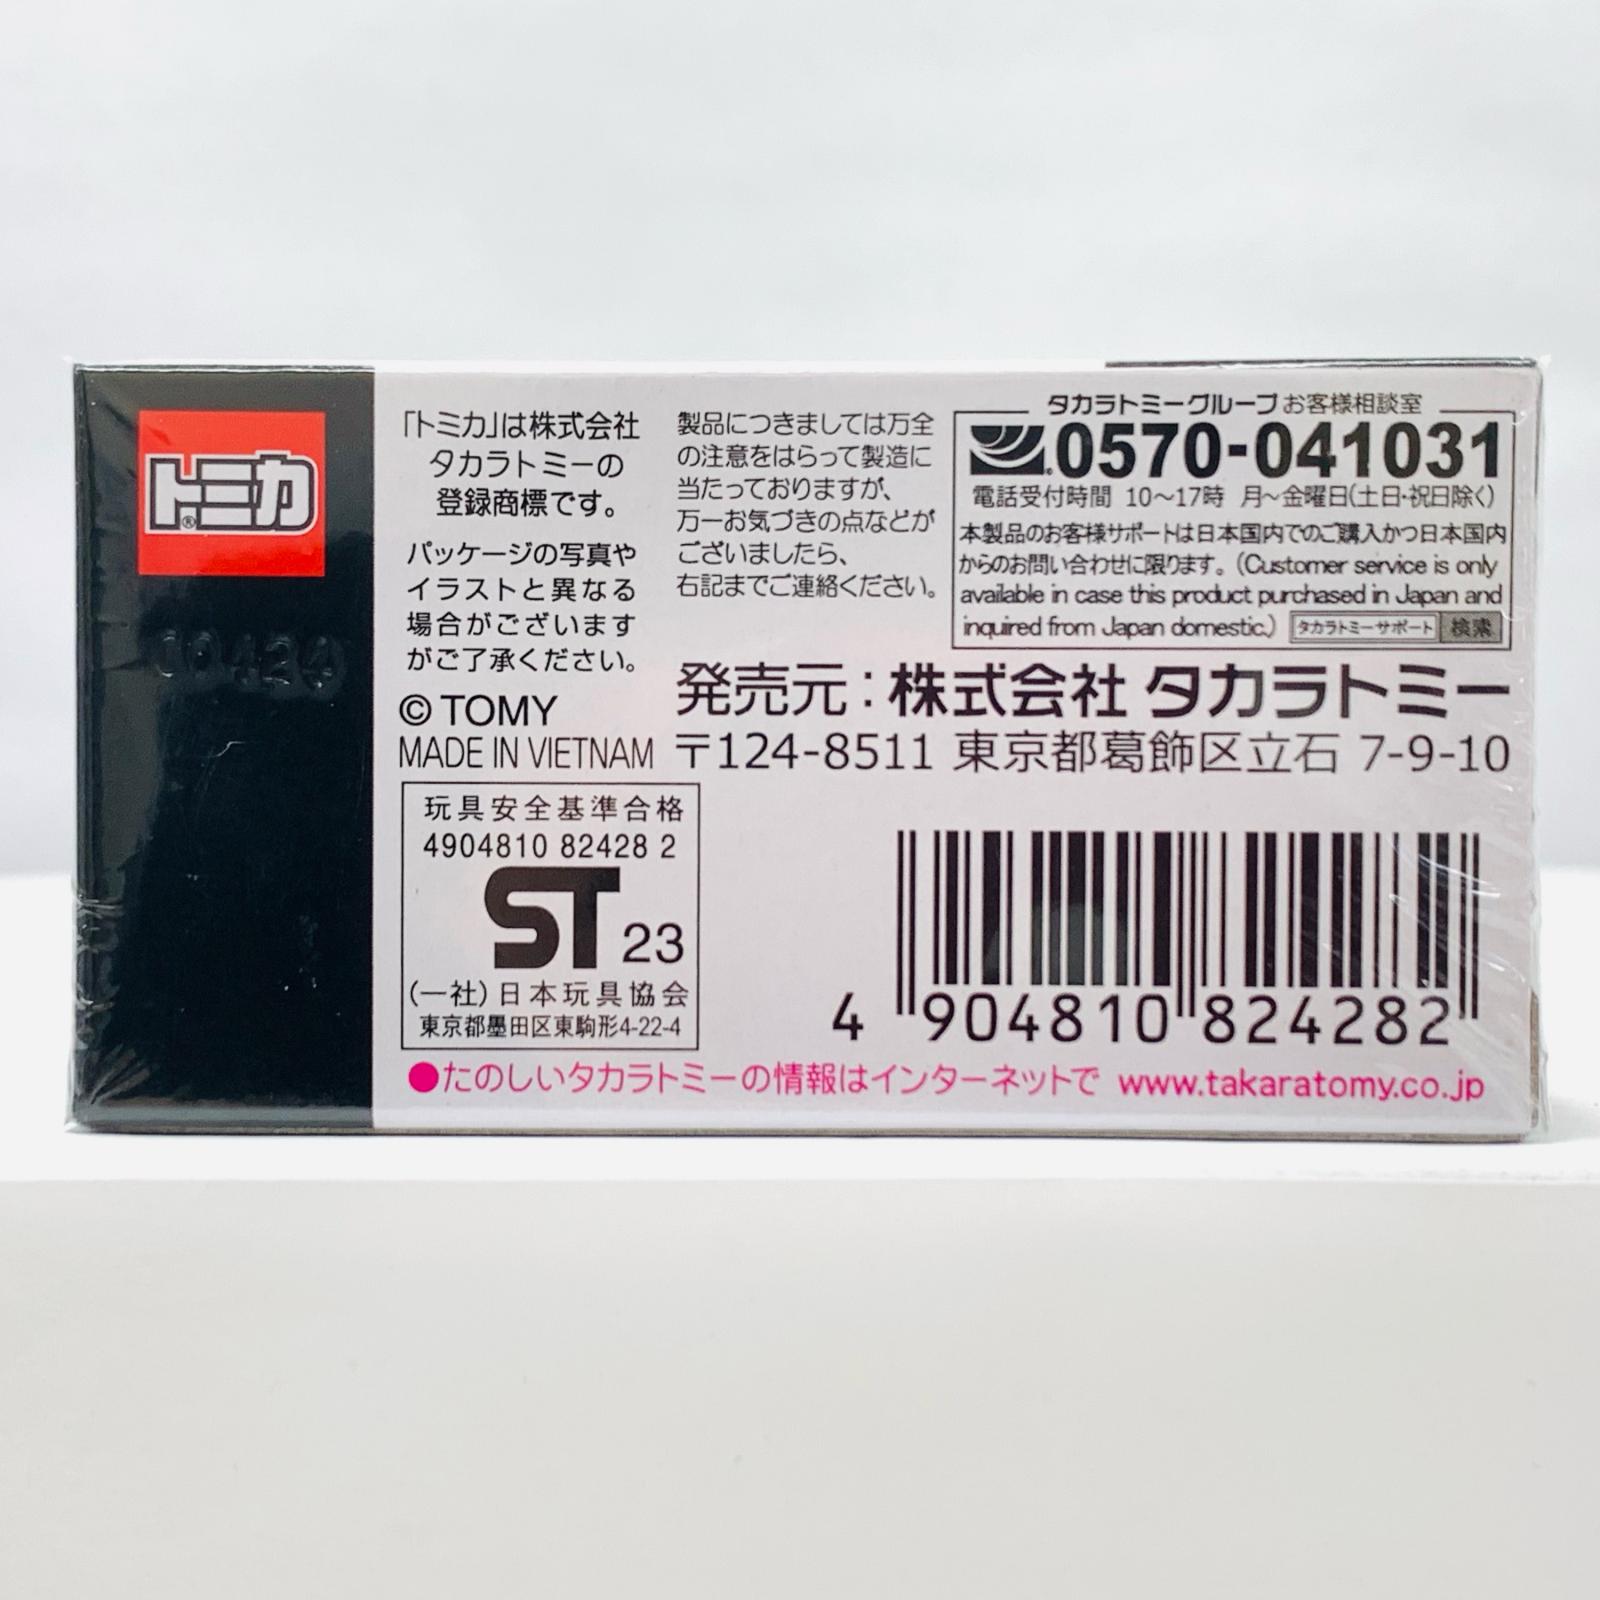 トミカ®
「トミカ」は株式会社
タカラトミーの
登録商標です。
パッケージの写真や
イラストと異なる
場合がございます
がご了承ください。
© TOMY
MADE IN VIETNAM
製品につきましては万全
の注意をはらって製造に
当たっておりますが、
万一お気づきの点などが
ございましたら、
右記までご連絡ください。
タカラトミーグループお客様相談室
0570-041031
電話受付時間 10〜17時 月〜金曜日(土日・祝日除く)
本製品のお客様サポートは日本国内でのご購入かつ日本国内
からのお問い合わせに限ります。(Customer service is only
available in case this product purchased in Japan and
inquired from Japan domestic.) タカラトミーサポート 検索
発売元：株式会社 タカラトミー
〒124-8511 東京都葛飾区立石 7-9-10
玩具安全基準合格
4904810 82428 2
ST 23
(一社)日本玩具協会
東京都墨田区東駒形4-22-4
4 904810 824282
●たのしいタカラトミーの情報はインターネットで www.takaratomy.co.jp